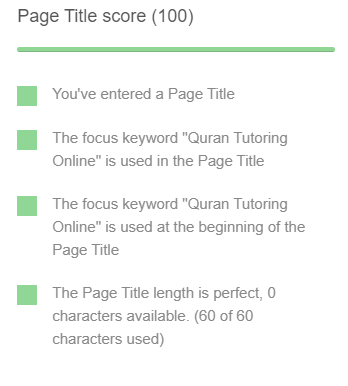 Page Title score (100)
You've entered a Page Title
The focus keyword "Quran Tutoring
Online" is used in the Page Title
The focus keyword "Quran Tutoring
Online" is used at the beginning of the
Page Title
The Page Title length is perfect, 0
characters available. (60 of 60
characters used)